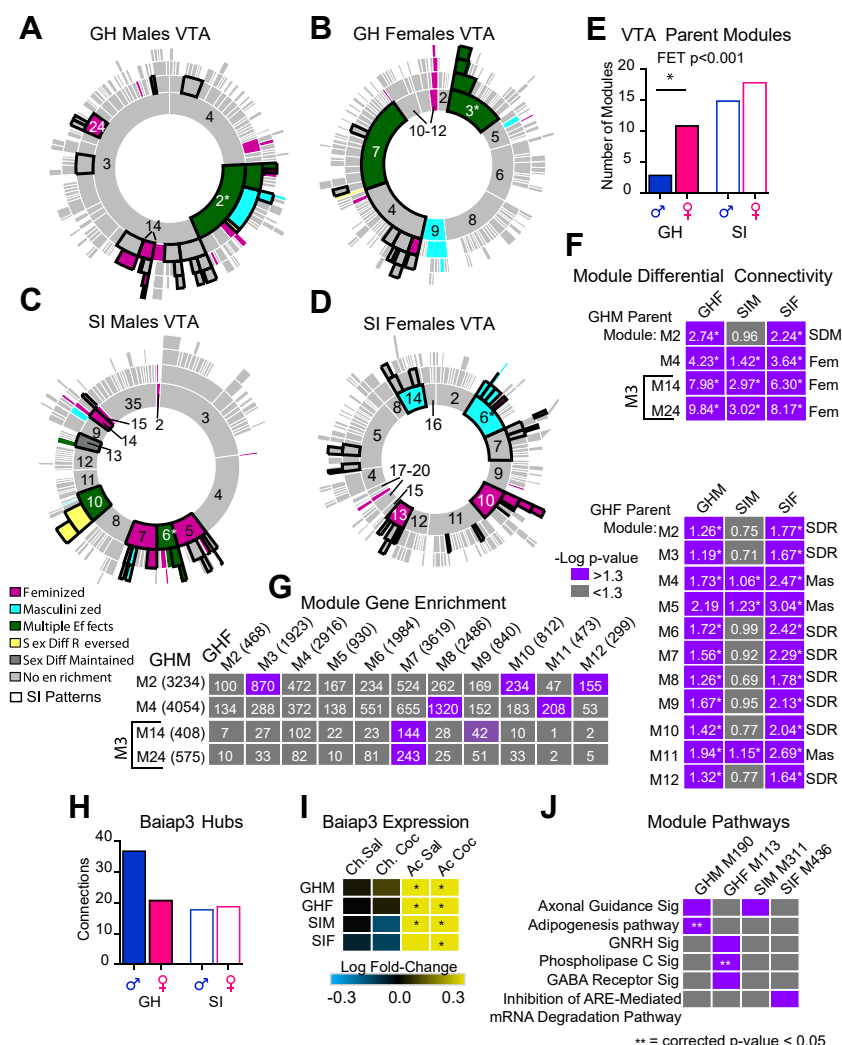 A
GH Males VTA
24
4
3
2*
14
B
GH Females VTA
2
3*
10-12
5
7
6
4
9
8
E
VTA Parent Modules
FET p<0.001
*
Number of Modules
20
15
10
5
0
♂ ♀ ♂ ♀
GH SI
C
SI Males VTA
35
3
15
2
9
14
13
12
11
4
10
8
7
6*
5
D
SI Females VTA
14
2
8
16
6*
5
7
4
17-20
9
15
10
13
12
11
F
Module Differential Connectivity
GHF SIM SIF
GHM Parent
Module: M2 2.74* 0.96 2.24* SDM
M4 4.23* 1.42* 3.64* Fem
M3
M14 7.98* 2.97* 6.30* Fem
M24 9.84* 3.02* 8.17* Fem
GHM SIM SIF
GHF Parent
Module: M2 1.26* 0.75 1.77* SDR
M3 1.19* 0.71 1.67* SDR
M4 1.73* 1.06* 2.47* Mas
M5 2.19 1.23* 3.04* Mas
M6 1.72* 0.99 2.42* SDR
M7 1.56* 0.92 2.29* SDR
M8 1.26* 0.69 1.78* SDR
M9 1.67* 0.95 2.13* SDR
M10 1.42* 0.77 2.04* SDR
M11 1.94* 1.15* 2.69* Mas
M12 1.32* 0.77 1.64* SDR
-Log p-value
>1.3
<1.3
Feminized
Masculini zed
Multiple Ef fects
S ex Diff R eversed
Sex Diff Maintained
No en richment
SI Patterns
G
Module Gene Enrichment
GHF
M2 (468) M3 (1923) M4 (2916) M5 (930) M6 (1984) M7 (3619) M8 (2486) M9 (840) M10 (812) M11 (473) M12 (299)
GHM
M2 (3234) 100 870 472 167 234 524 262 169 234 47 155
M4 (4054) 134 288 372 138 551 655 1320 152 183 208 53
M3
M14 (408) 7 27 102 22 23 144 28 42 10 1 2
M24 (575) 10 33 82 10 81 243 25 51 33 2 5
H
Baiap3 Hubs
Connections
40
30
20
10
0
♂ ♀ ♂ ♀
GH SI
I
Baiap3 Expression
Ch.Sal Ch. Coc Ac Sal Ac Coc
GHM * *
GHF * *
SIM * *
SIF *
Log Fold-Change
-0.3 0.0 0.3
J
Module Pathways
GHM M190 GHF M113 SIM M311 SIF M436
Axonal Guidance Sig
Adipogenesis pathway **
GNRH Sig
Phospholipase C Sig **
GABA Receptor Sig
Inhibition of ARE-Mediated
mRNA Degradation Pathway
** = corrected p-value < 0.05